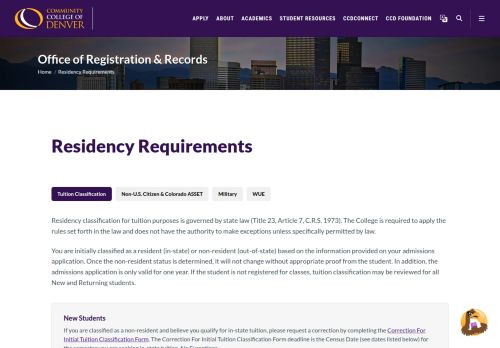 COMMUNITY
COLLEGE OF
DENVER
APPLY ABOUT ACADEMICS STUDENT RESOURCES CCDCONNECT CCD FOUNDATION
Office of Registration & Records
Home / Residency Requirements
Residency Requirements
Tuition Classification Non-U.S. Citizen & Colorado ASSET Military WUE
Residency classification for tuition purposes is governed by state law (Title 23, Article 7, C.R.S. 1973). The College is required to apply the
rules set forth in the law and does not have the authority to make exceptions unless specifically permitted by law.
You are initially classified as a resident (in-state) or non-resident (out-of-state) based on the information provided on your admissions
application. Once the non-resident status is determined, it will not change without appropriate proof from the student. In addition, the
admissions application is only valid for one year. If the student is not registered for classes, tuition classification may be reviewed for all
New and Returning students.
New Students
If you are classified as a non-resident and believe you qualify for in-state tuition, please request a correction by completing the Correction For
Initial Tuition Classification Form. The Correction For Initial Tuition Classification Form deadline is the Census Date (see dates listed below) for